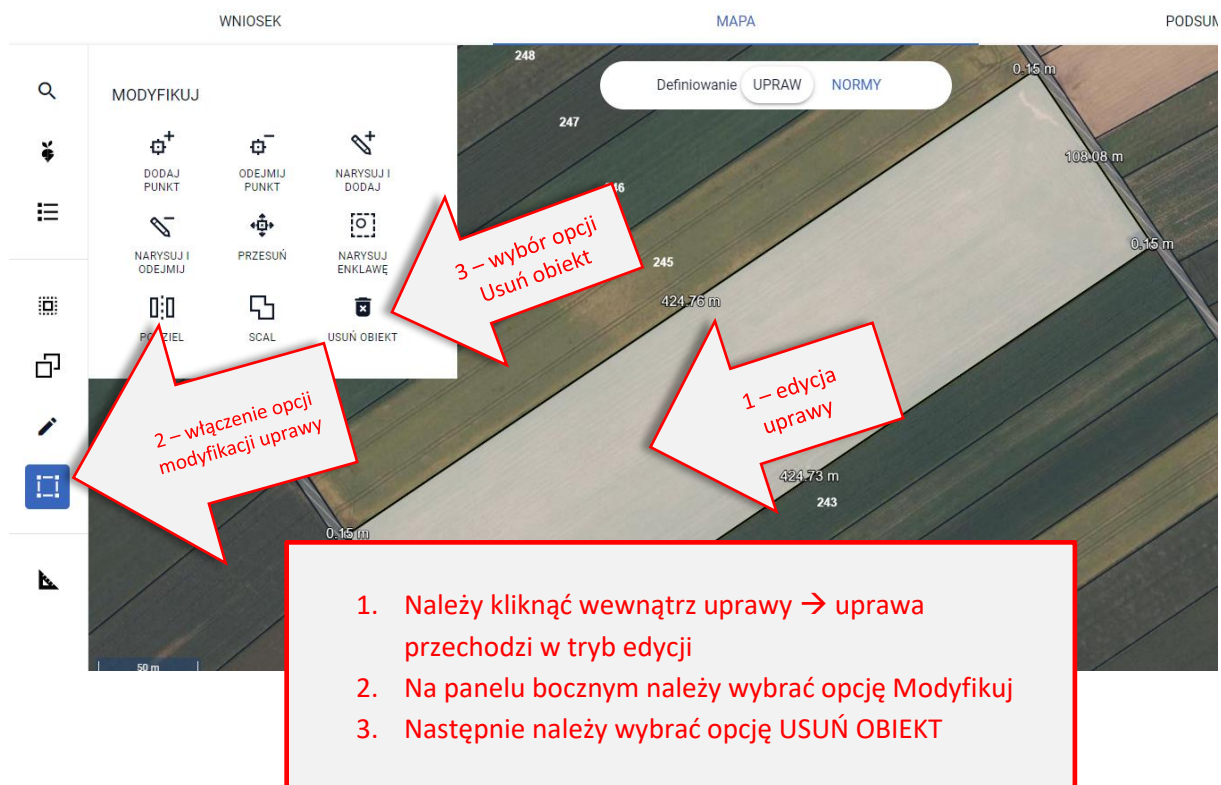 WNIOSEK
MAPA
PODSUM
MODYFIKUJ
DODAJ
PUNKT
ODEJMIJ
PUNKT
NARYSUJ I
DODAJ
NARYSUJ I
ODEJMIJ
PRZESUŃ
NARYSUJ
ENKLAWĘ
SCAL
USUŃ OBIEKT
Definiowanie UPRAW NORMY
248
247
245
243
0.15 m
108.08 m
0.15 m
424.76 m
424.73 m
0.15 m
50 m
3 – wybór opcji
Usuń obiekt
1 – edycja
uprawy
2 – włączenie opcji
modyfikacji uprawy
1. Należy kliknąć wewnątrz uprawy → uprawa
przechodzi w tryb edycji
2. Na panelu bocznym należy wybrać opcję Modyfikuj
3. Następnie należy wybrać opcję USUŃ OBIEKT